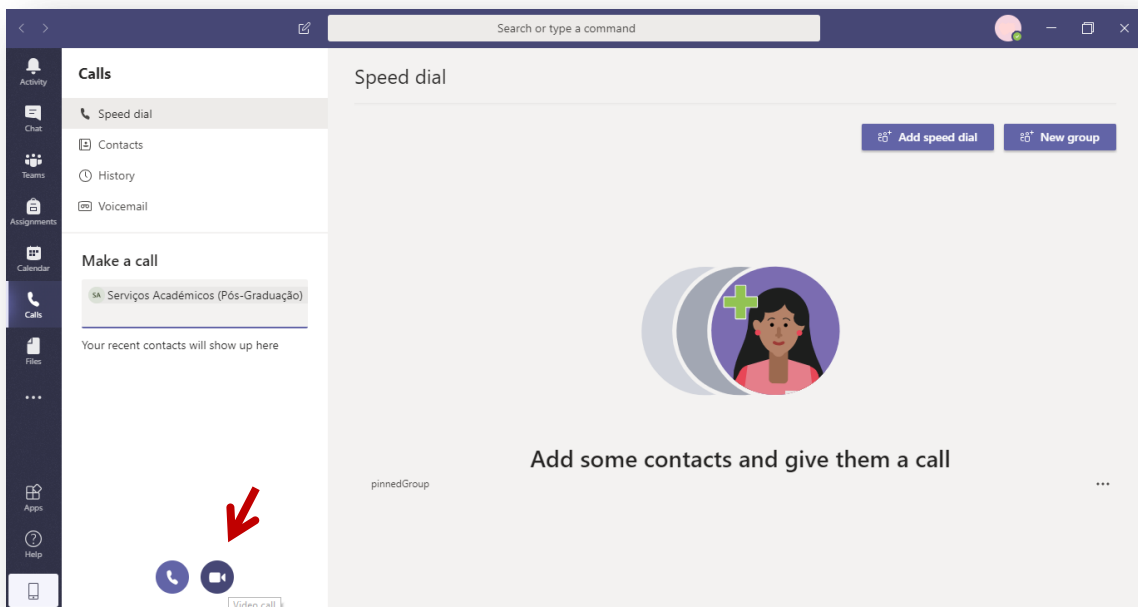 Search or type a command
Activity
Chat
Teams
Assignments
Calendar
Calls
Files
Apps
Help
Calls
Speed dial
Contacts
History
Voicemail
Make a call
SA Serviços Académicos (Pós-Graduação)
Your recent contacts will show up here
Video call
Speed dial
Add speed dial
New group
Add some contacts and give them a call
pinnedGroup